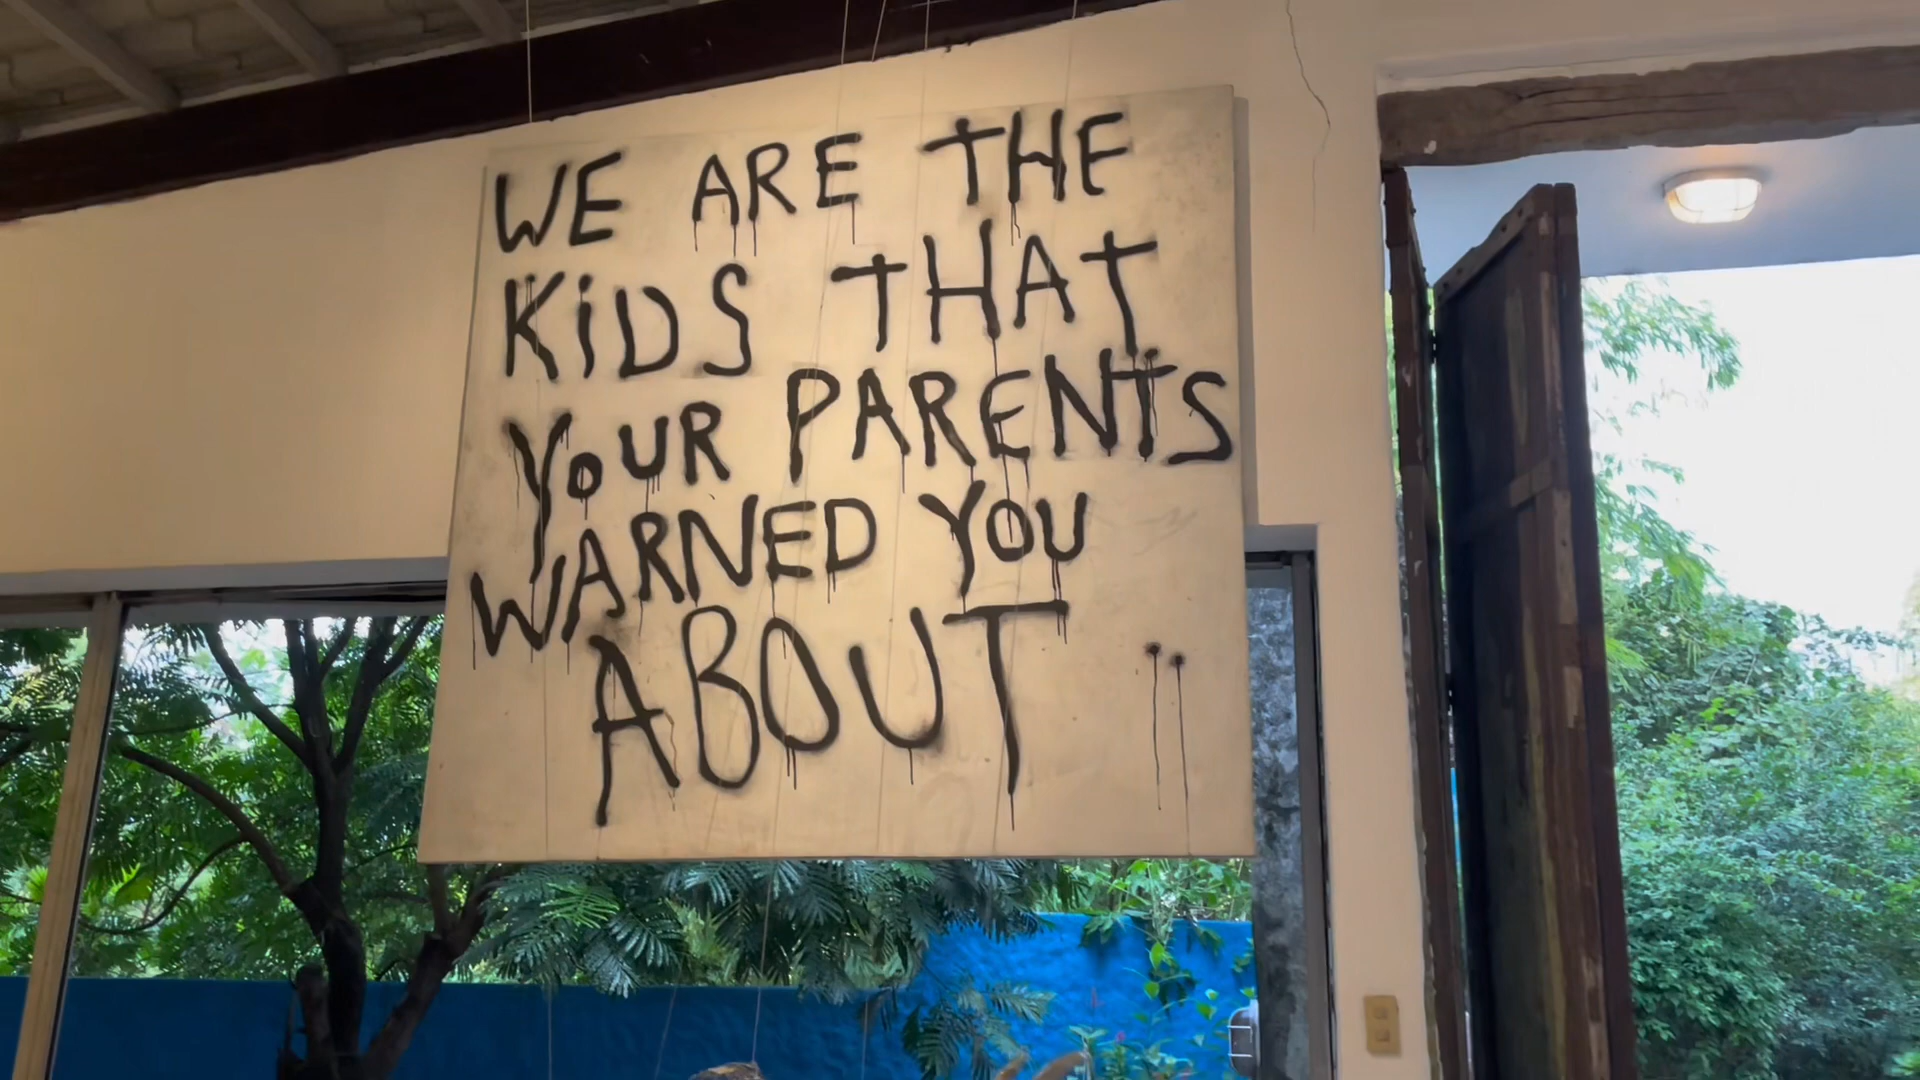 WE ARE THE
KiDS THAT
YoUR PARENTS
WARNED YOU
ABOUT ..